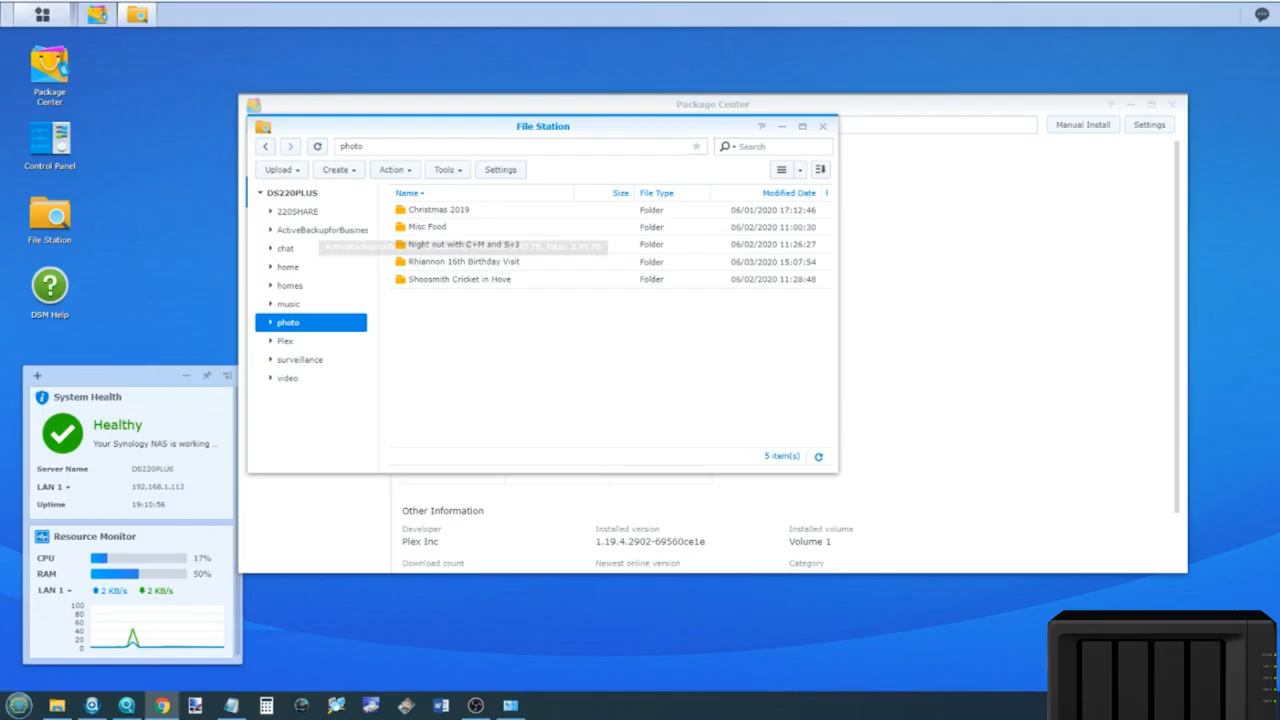 Package
Center
Control Panel
File Station
DSM Help
Package Center
Manual Install
Settings
File Station
photo
Search
Upload
Create
Action
Tools
Settings
DS220PLUS
220SHARE
ActiveBackupforBusines
chat
home
homes
music
photo
Plex
surveillance
video
Name
Size
File Type
Modified Date
Christmas 2019
Folder
06/01/2020 17:12:46
Misc Food
Folder
06/02/2020 11:00:30
Night out with C+M and S+J
Folder
06/02/2020 11:26:27
Rhiannon 16th Birthday Visit
Folder
06/03/2020 15:07:54
Shoosmith Cricket in Hove
Folder
06/02/2020 11:28:48
5 item(s)
Other Information
Developer
Installed version
Installed volume
Plex Inc
1.19.4.2902-69560ce1e
Volume 1
Download count
Newest online version
Category
System Health
Healthy
Your Synology NAS is working ...
Server Name
DS220PLUS
LAN 1
192.168.1.112
Uptime
19:10:56
Resource Monitor
CPU
17%
RAM
50%
LAN 1
2 KB/s
2 KB/s
100
80
60
40
20
0